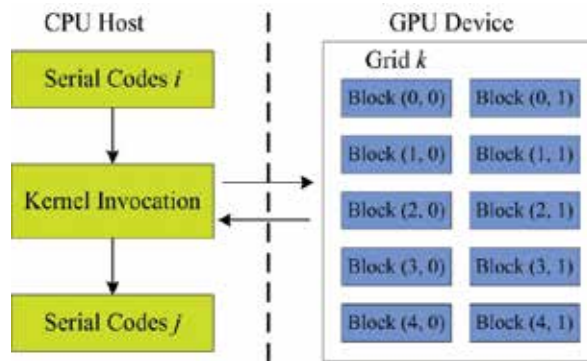 CPU Host
GPU Device
Serial Codes i
Grid k
Block (0, 0)
Block (0, 1)
Block (1, 0)
Block (1, 1)
Kernel Invocation
Block (2, 0)
Block (2, 1)
Block (3, 0)
Block (3, 1)
Serial Codes j
Block (4, 0)
Block (4, 1)